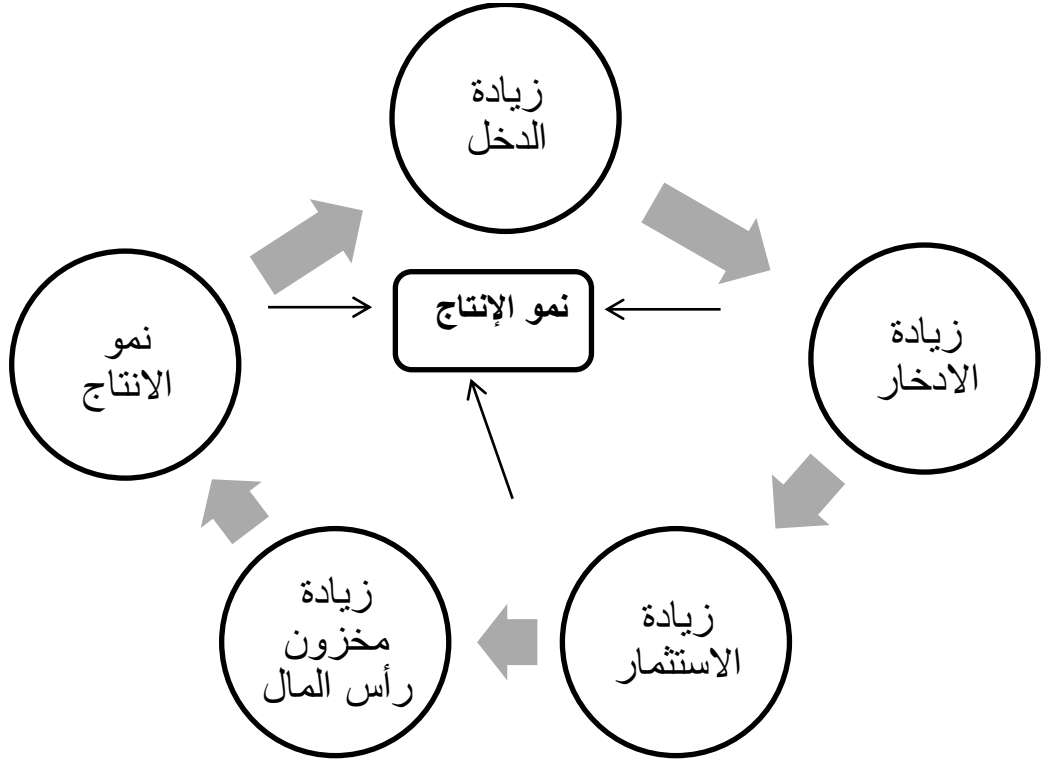 زيادة
الدخل
نمو الإنتاج
زيادة
الادخار
نمو
الانتاج
زيادة
الاستثمار
زيادة
مخزون
رأس المال